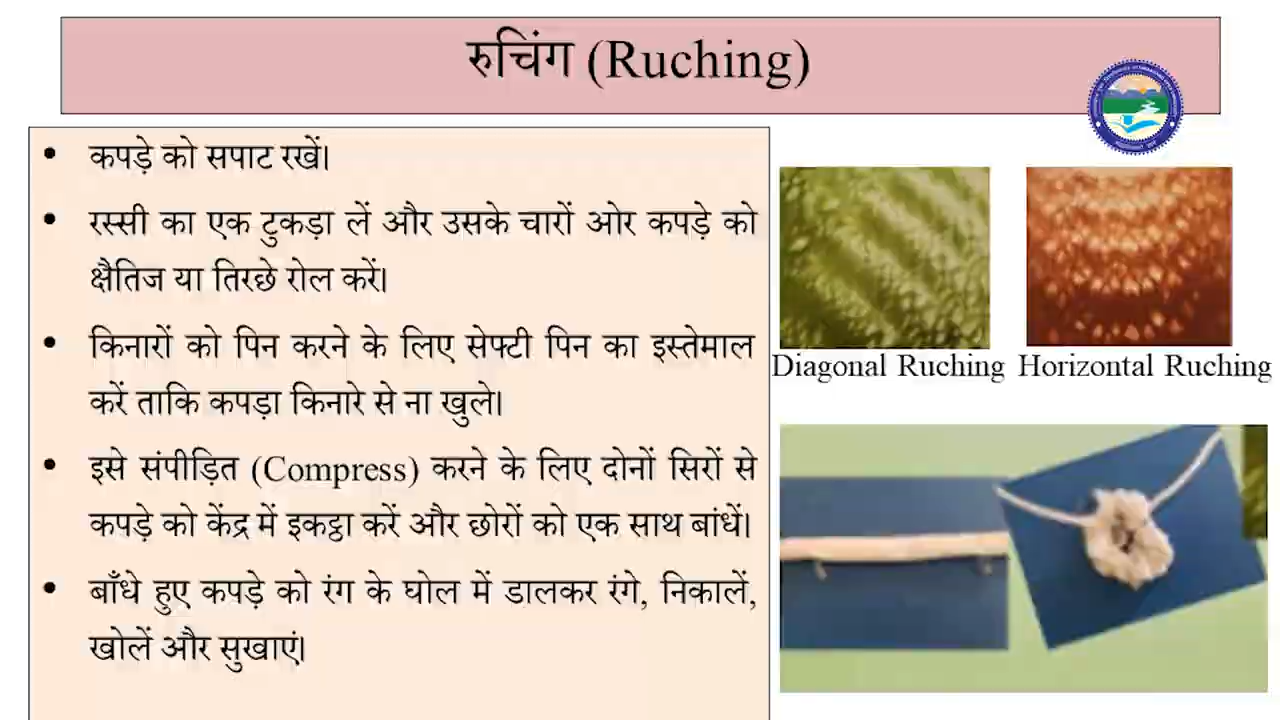 रुचिंग (Ruching)
• कपड़े को सपाट रखें।
• रस्सी का एक टुकड़ा लें और उसके चारों ओर कपड़े को
क्षैतिज या तिरछे रोल करें।
• किनारों को पिन करने के लिए सेफ्टी पिन का इस्तेमाल
करें ताकि कपड़ा किनारे से ना खुले।
• इसे संपीड़ित (Compress) करने के लिए दोनों सिरों से
कपड़े को केंद्र में इकट्ठा करें और छोरों को एक साथ बांधें।
• बाँधे हुए कपड़े को रंग के घोल में डालकर रंगे, निकालें,
खोलें और सुखाएं।
Diagonal Ruching
Horizontal Ruching